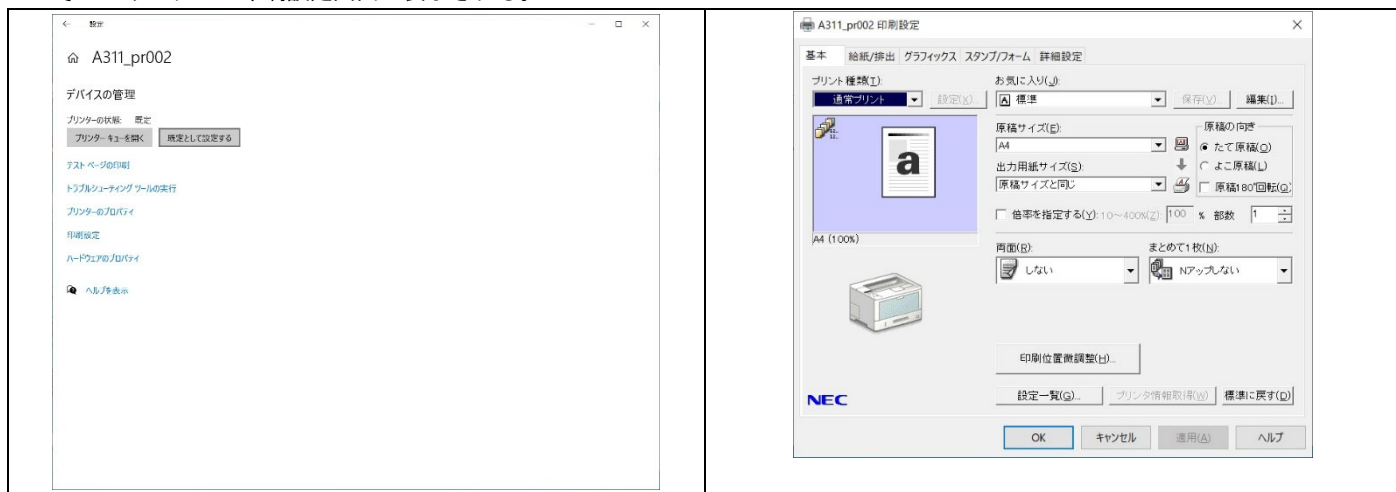 ← 設定
A311_pr002
デバイスの管理
プリンターの状態: 既定
プリンター キューを開く 既定として設定する
テスト ページの印刷
トラブルシューティング ツールの実行
プリンターのプロパティ
印刷設定
ハードウェアのプロパティ
ヘルプを表示
A311_pr002 印刷設定
基本 給紙/排出 グラフィックス スタンプ/フォーム 詳細設定
プリント種類(T):
通常プリント 設定(X)...
お気に入り(J):
A 標準 保存(V)... 編集(I)...
a
A4 (100%)
原稿サイズ(E):
A4
出力用紙サイズ(S):
原稿サイズと同じ
原稿の向き
たて原稿(O)
よこ原稿(L)
原稿180°回転(Q)
倍率を指定する(Y): 10～400%(Z): 100 % 部数 1
両面(R):
しない
まとめて1枚(N):
Nアップしない
印刷位置微調整(H)...
NEC
設定一覧(G)... プリンタ情報取得(W) 標準に戻す(D)
OK キャンセル 適用(A) ヘルプ